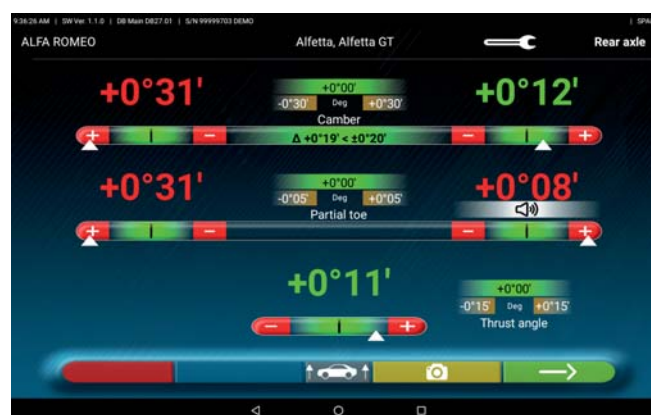 9:36:26 AM | SW Ver. 1.1.0 | DB Main DB27.01 | S/N 99999703 DEMO | SPA
ALFA ROMEO Alfetta, Alfetta GT Rear axle
+0°31' +0°00' +0°12'
-0°30' Deg +0°30'
Camber
+ - Δ +0°19' < ±0°20' - +
+0°31' +0°00' +0°08'
-0°05' Deg +0°05'
Partial toe
+ - - +
+0°11' +0°00'
-0°15' Deg +0°15'
- + Thrust angle